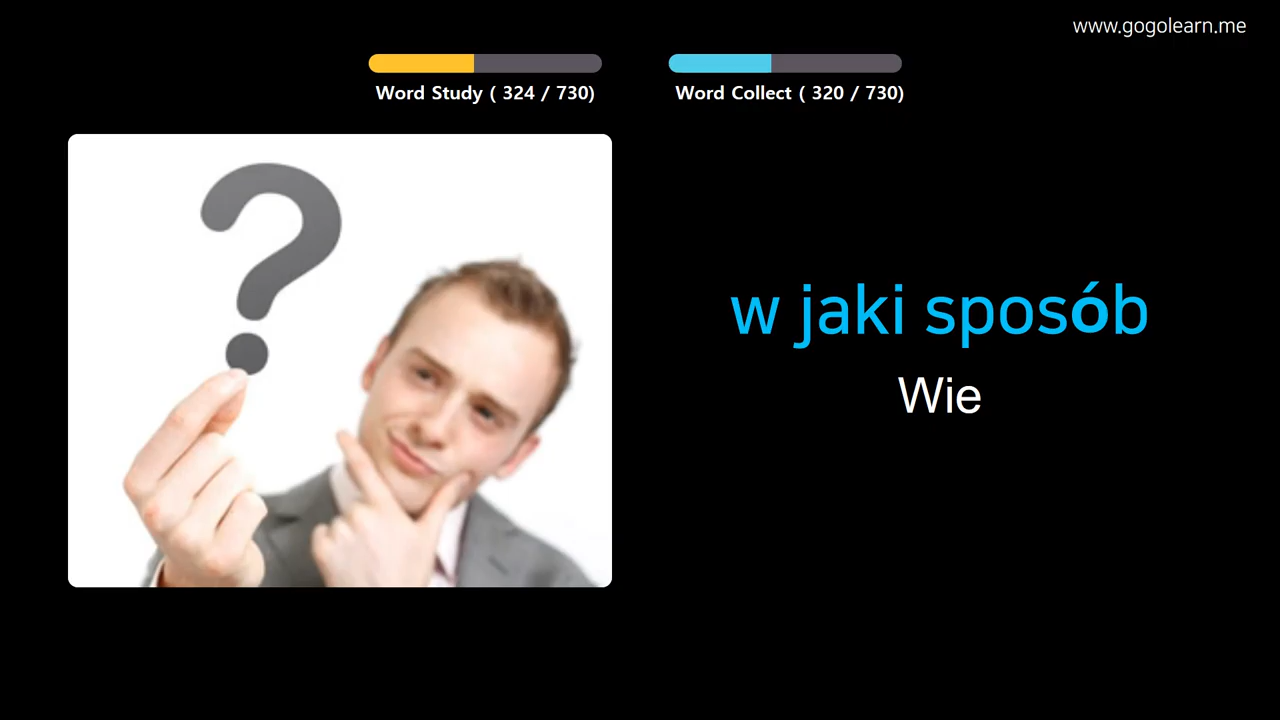 www.gogolearn.me
Word Study ( 324 / 730)
Word Collect ( 320 / 730)
?
w jaki sposób
Wie